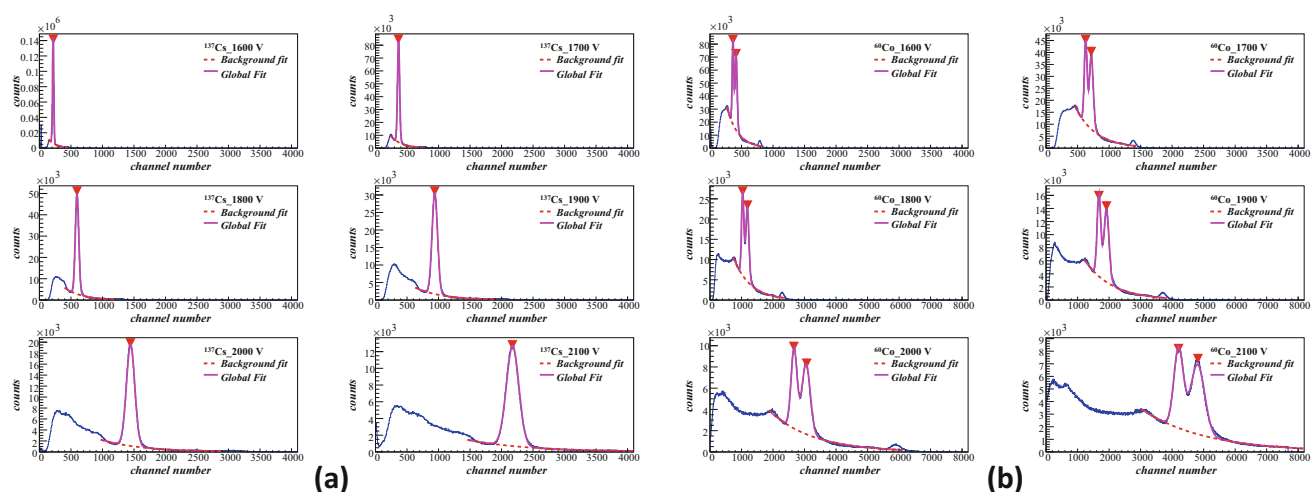 ×10⁶
¹³⁷Cs_1600 V
Background fit
Global Fit
counts
0.14
0.12
0.1
0.08
0.06
0.04
0.02
0
0 500 1000 1500 2000 2500 3000 3500 4000
channel number
×10³
¹³⁷Cs_1700 V
Background fit
Global Fit
counts
80
70
60
50
40
30
20
10
0
0 500 1000 1500 2000 2500 3000 3500 4000
channel number
×10³
¹³⁷Cs_1800 V
Background fit
Global Fit
counts
50
40
30
20
10
0
0 500 1000 1500 2000 2500 3000 3500 4000
channel number
×10³
¹³⁷Cs_1900 V
Background fit
Global Fit
counts
30
25
20
15
10
5
0
0 500 1000 1500 2000 2500 3000 3500 4000
channel number
×10³
¹³⁷Cs_2000 V
Background fit
Global Fit
counts
20
18
16
14
12
10
8
6
4
2
0
0 500 1000 1500 2000 2500 3000 3500 4000
channel number
×10³
¹³⁷Cs_2100 V
Background fit
Global Fit
counts
12
10
8
6
4
2
0
0 500 1000 1500 2000 2500 3000 3500 4000
channel number
(a)
×10³
⁶⁰Co_1600 V
Background fit
Global Fit
counts
80
70
60
50
40
30
20
10
0
0 1000 2000 3000 4000 5000 6000 7000 8000
channel number
×10³
⁶⁰Co_1700 V
Background fit
Global Fit
counts
45
40
35
30
25
20
15
10
5
0
0 500 1000 1500 2000 2500 3000 3500 4000
channel number
×10³
⁶⁰Co_1800 V
Background fit
Global Fit
counts
25
20
15
10
5
0
0 1000 2000 3000 4000 5000 6000 7000 8000
channel number
×10³
⁶⁰Co_1900 V
Background fit
Global Fit
counts
16
14
12
10
8
6
4
2
0
0 1000 2000 3000 4000 5000 6000 7000 8000
channel number
×10³
⁶⁰Co_2000 V
Background fit
Global Fit
counts
10
8
6
4
2
0
0 1000 2000 3000 4000 5000 6000 7000 8000
channel number
×10³
⁶⁰Co_2100 V
Background fit
Global Fit
counts
9
8
7
6
5
4
3
2
1
0
0 1000 2000 3000 4000 5000 6000 7000 8000
channel number
(b)